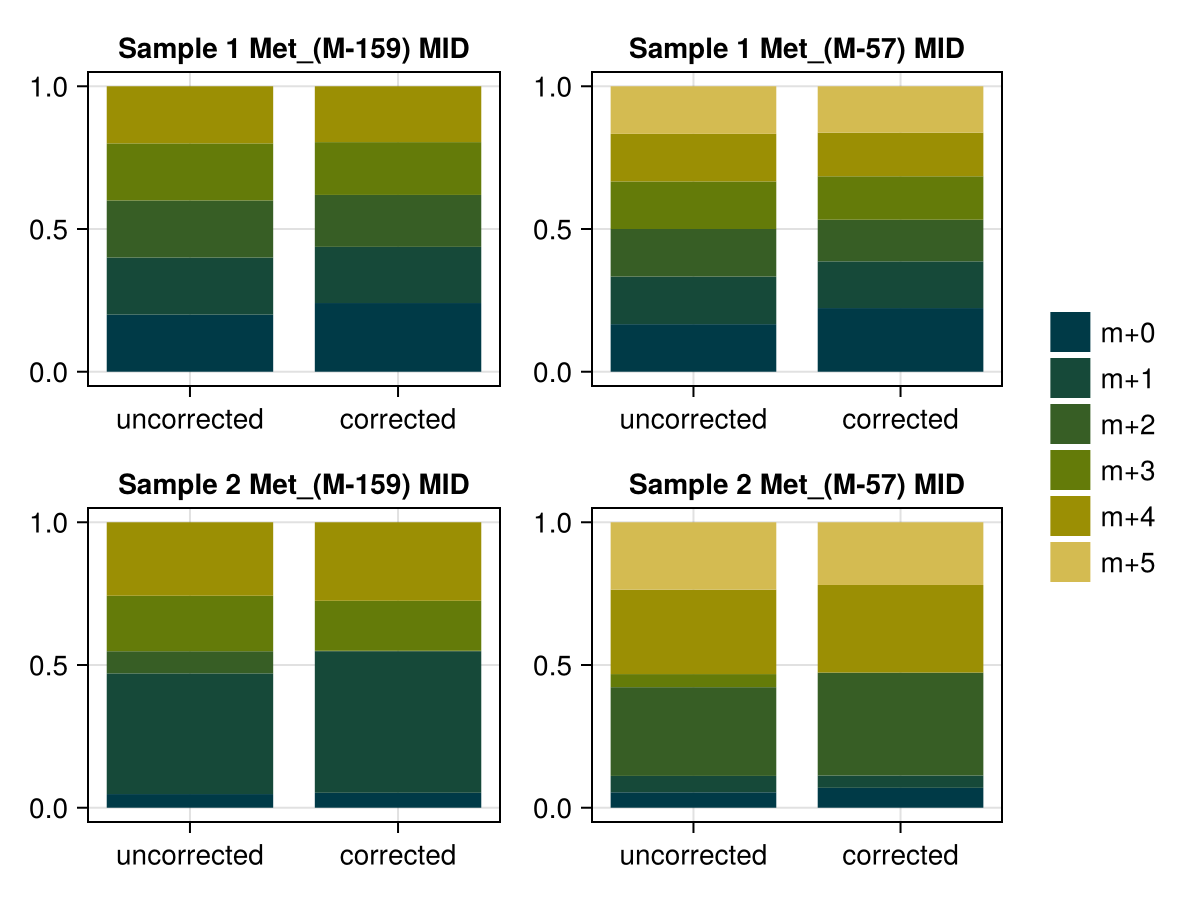 Sample 1 Met_(M-159) MID
1.0
0.5
0.0
uncorrected
corrected
Sample 1 Met_(M-57) MID
1.0
0.5
0.0
uncorrected
corrected
Sample 2 Met_(M-159) MID
1.0
0.5
0.0
uncorrected
corrected
Sample 2 Met_(M-57) MID
1.0
0.5
0.0
uncorrected
corrected
m+0
m+1
m+2
m+3
m+4
m+5